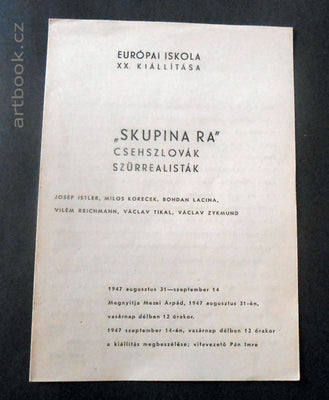 artbook.cz
EURÓPAI ISKOLA
XX. KIÁLLÍTÁSA
„SKUPINA RA"
CSEHSZLOVÁK
SZÜRREALISTÁK
JOSEF ISTLER, MILOS KORECEK, BOHDAN LACINA,
VILÉM REICHMANN, VÁCLAV TIKAL, VÁCLAV ZYKMUND
1947 augusztus 31—szeptember 14
Megnyitja Mezei Árpád, 1947 augusztus 31-én,
vasárnap délben 12 órakor.
1947 szeptember 14-én, vasárnap délben 12 órakor
a kiállítás megbeszélése; vitavezető Pán Imre